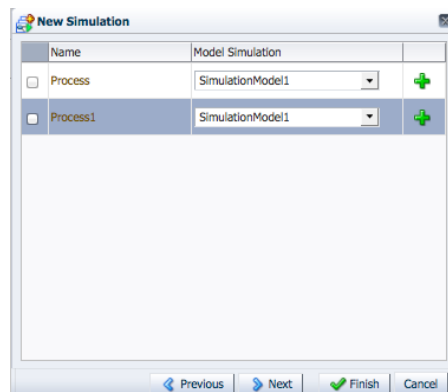 New Simulation
Name Model Simulation
Process SimulationModel1
Process1 SimulationModel1
Previous Next Finish Cancel